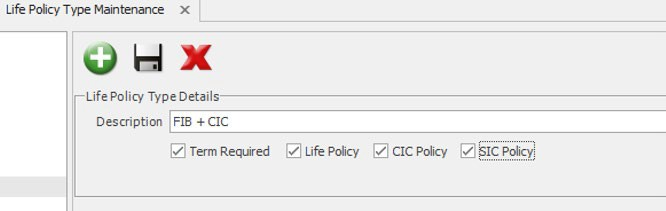 Life Policy Type Maintenance
Life Policy Type Details
Description FIB + CIC
Term Required Life Policy CIC Policy SIC Policy